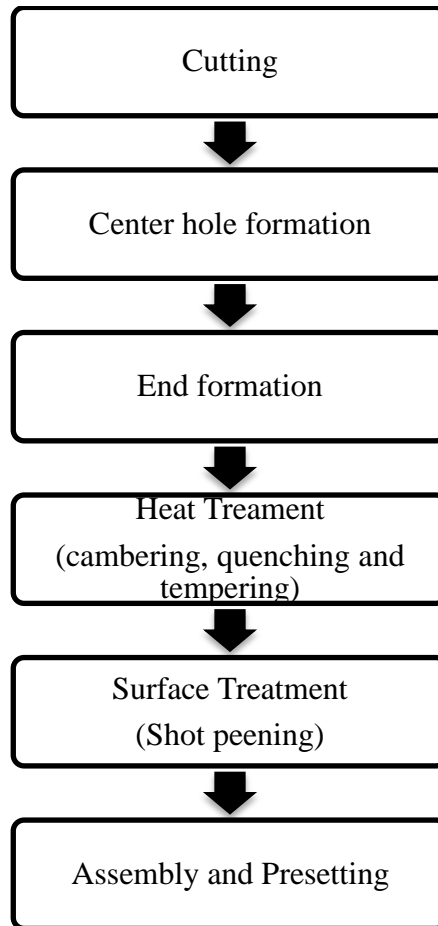 Cutting
Center hole formation
End formation
Heat Treament
(cambering, quenching and
tempering)
Surface Treatment
(Shot peening)
Assembly and Presetting